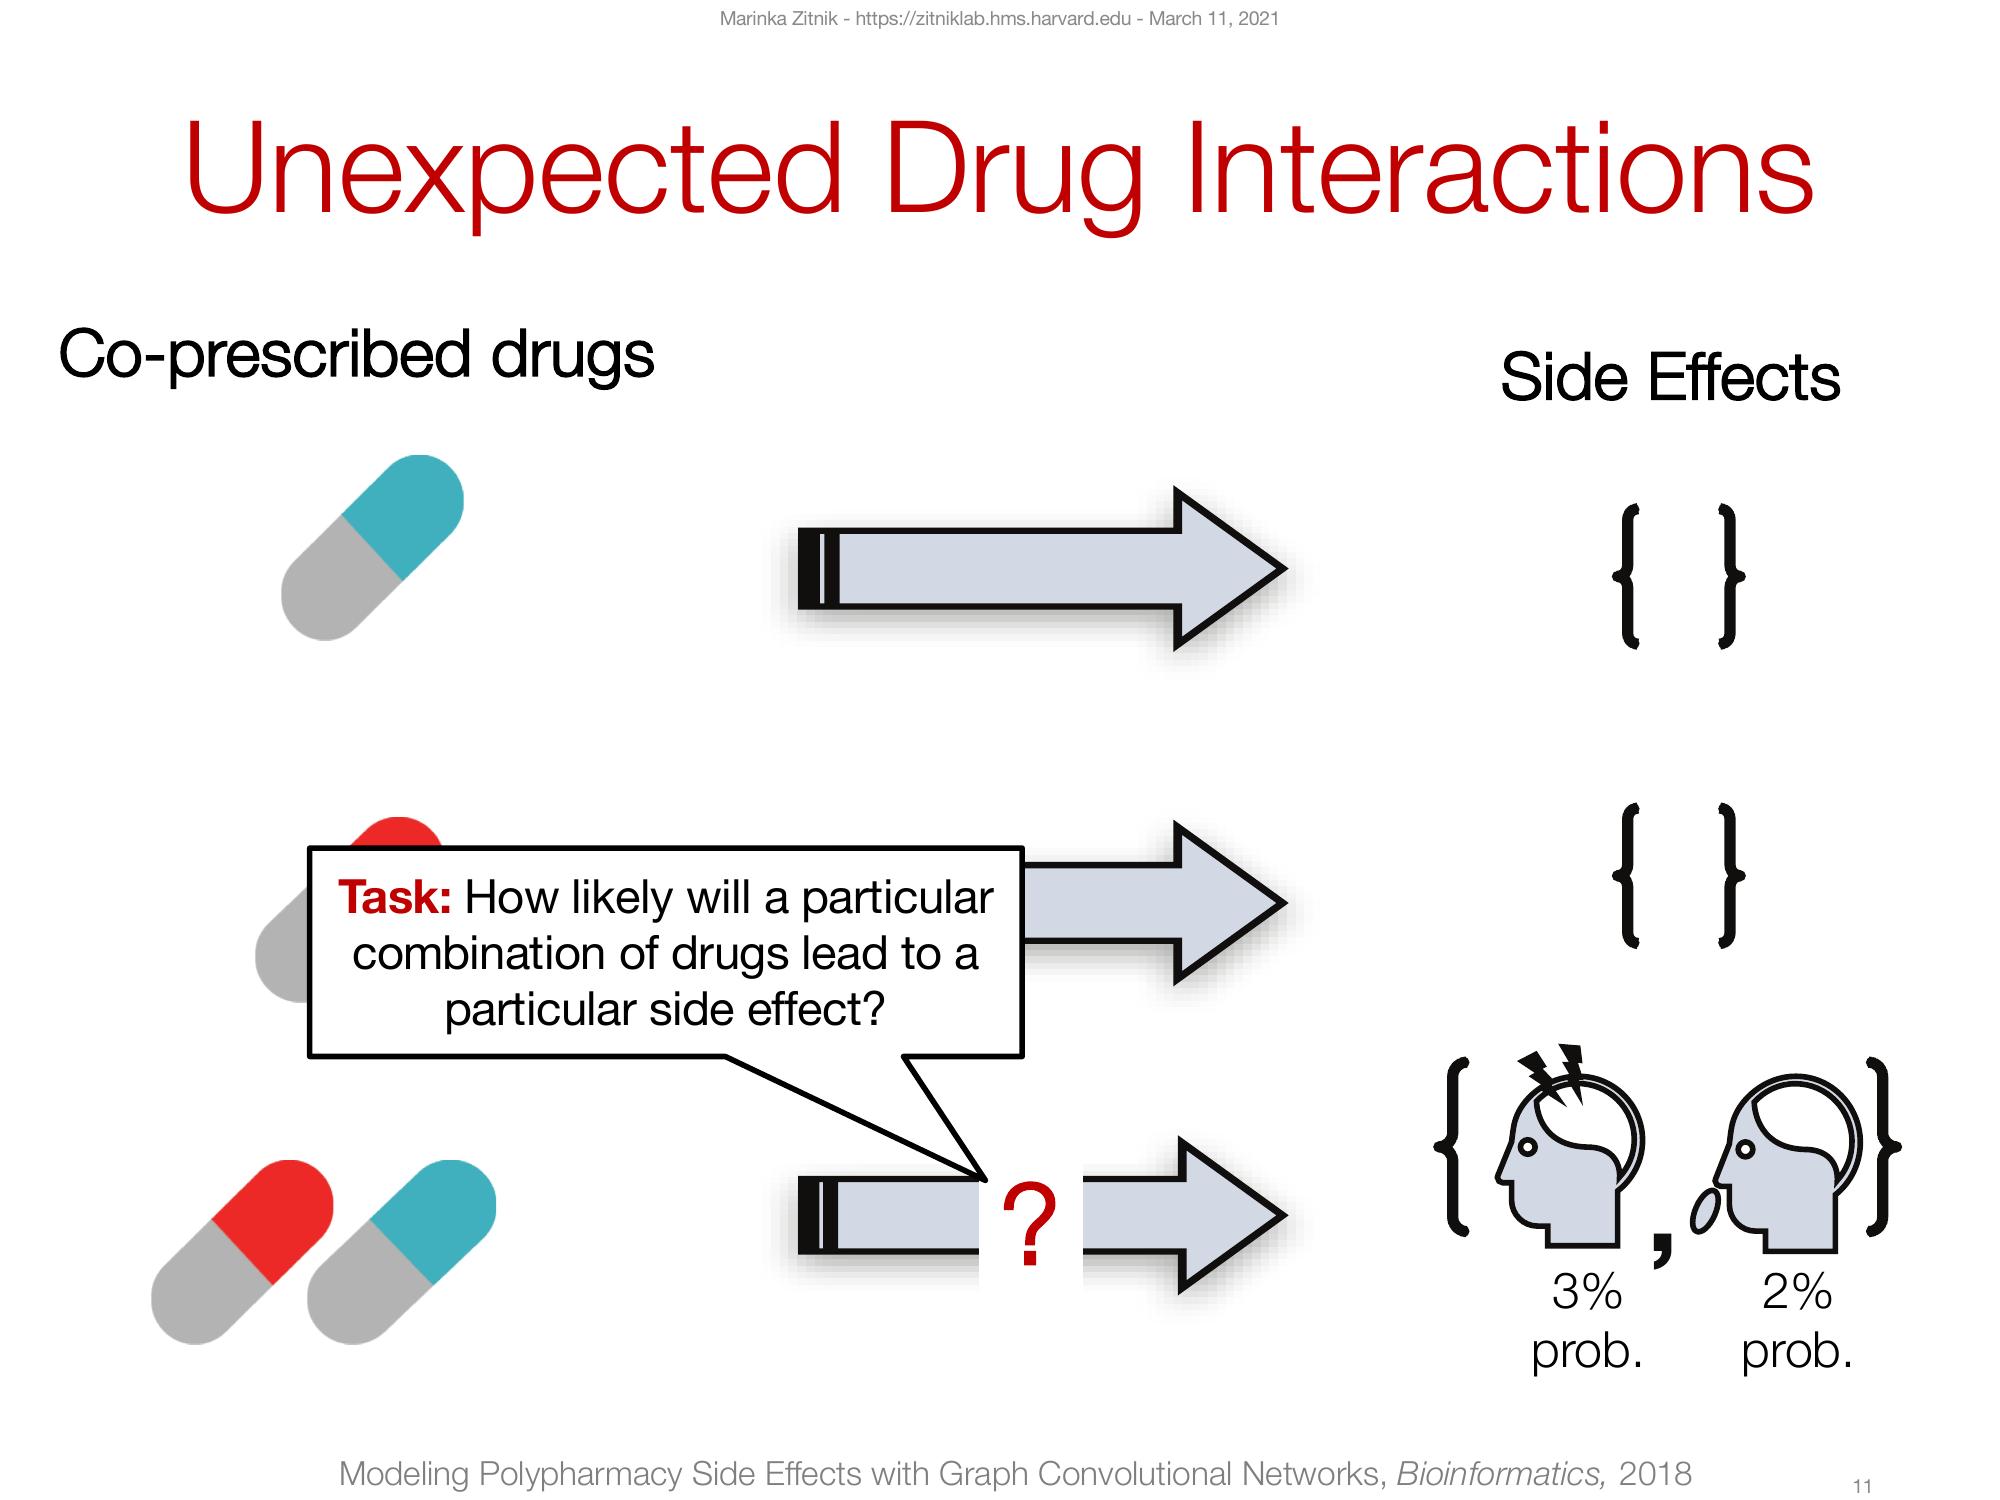 Marinka Zitnik - https://zitniklab.hms.harvard.edu - March 11, 2021
Unexpected Drug Interactions
Co-prescribed drugs
Side Effects
{ }
{ }
Task: How likely will a particular
combination of drugs lead to a
particular side effect?
?
{ , }
3%
prob.
2%
prob.
Modeling Polypharmacy Side Effects with Graph Convolutional Networks, Bioinformatics, 2018
11